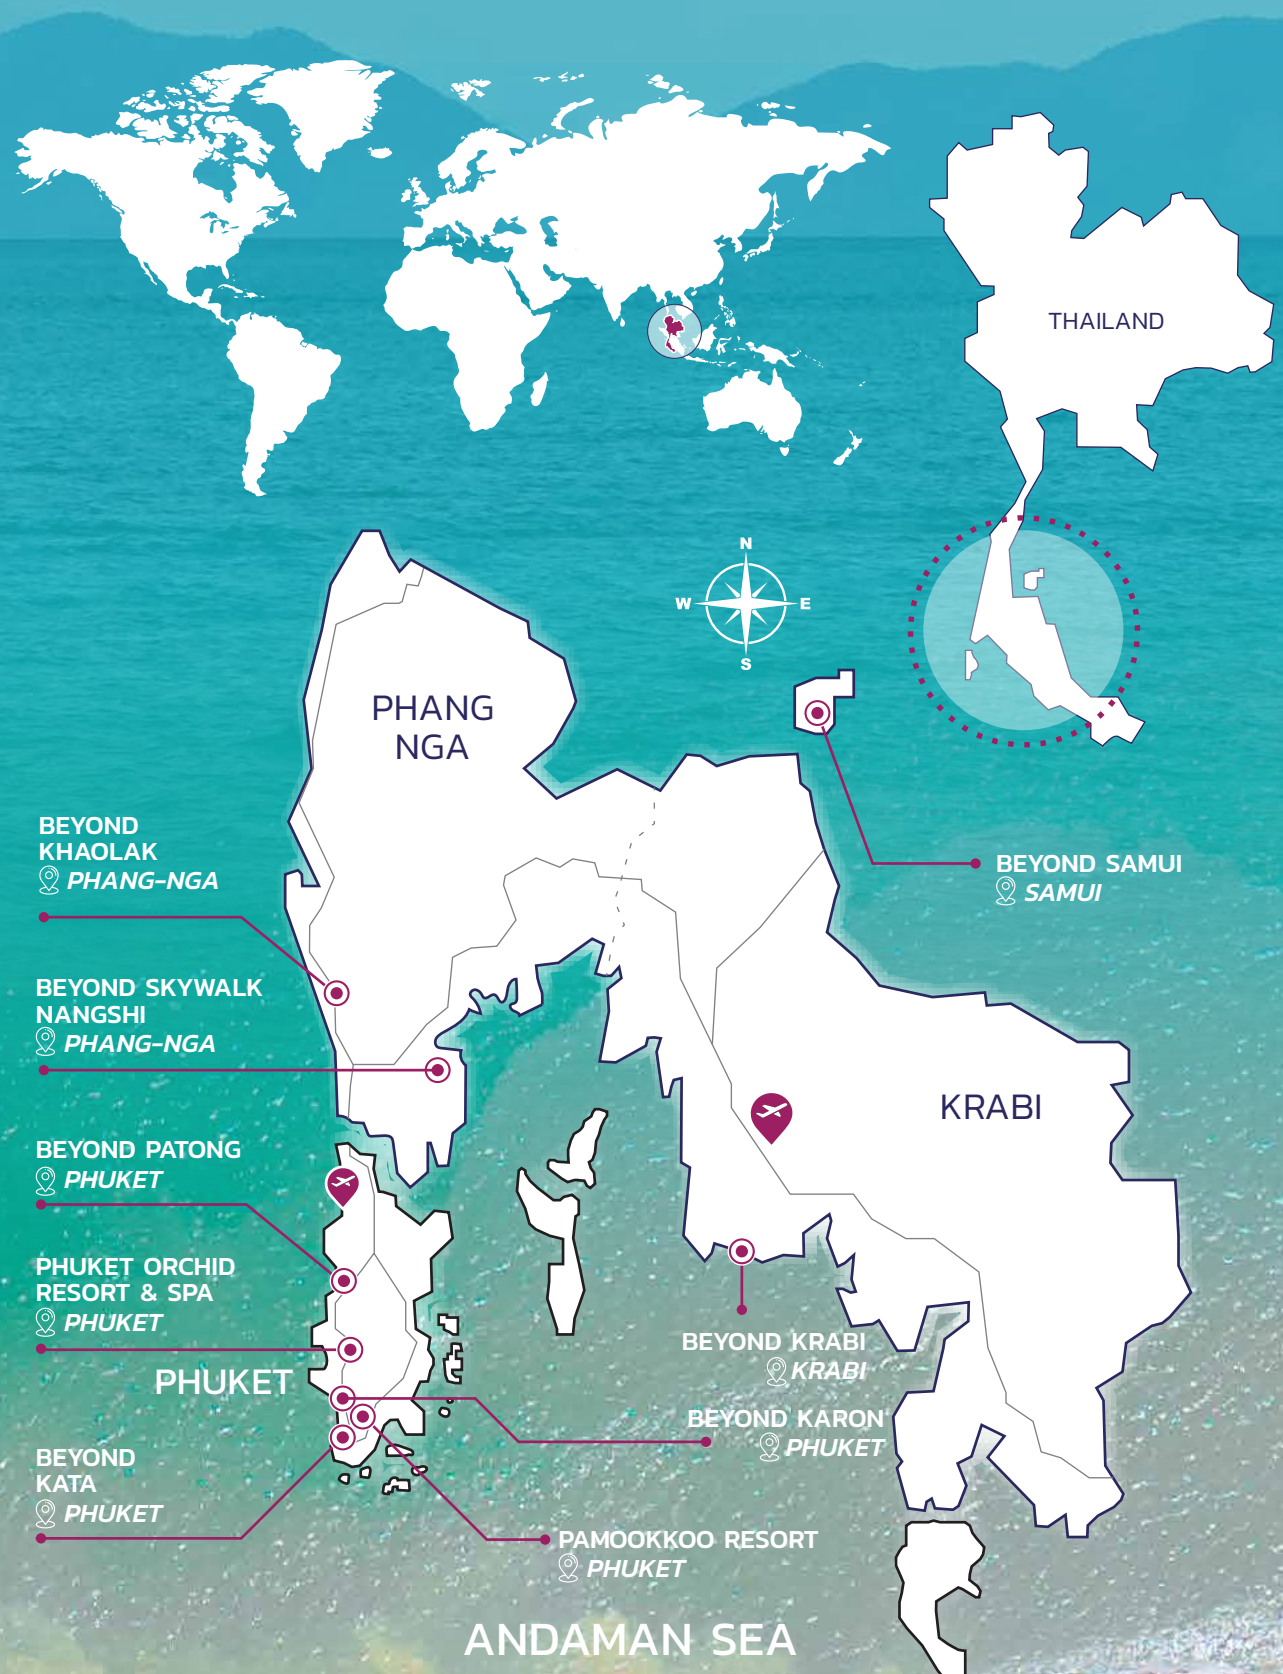 THAILAND
N
W E
S
PHANG
NGA
BEYOND
KHAOLAK
PHANG-NGA
BEYOND SAMUI
SAMUI
BEYOND SKYWALK
NANGSHI
PHANG-NGA
KRABI
BEYOND PATONG
PHUKET
PHUKET ORCHID
RESORT & SPA
PHUKET
BEYOND KRABI
KRABI
PHUKET
BEYOND KARON
PHUKET
BEYOND
KATA
PHUKET
PAMOOKKOO RESORT
PHUKET
ANDAMAN SEA